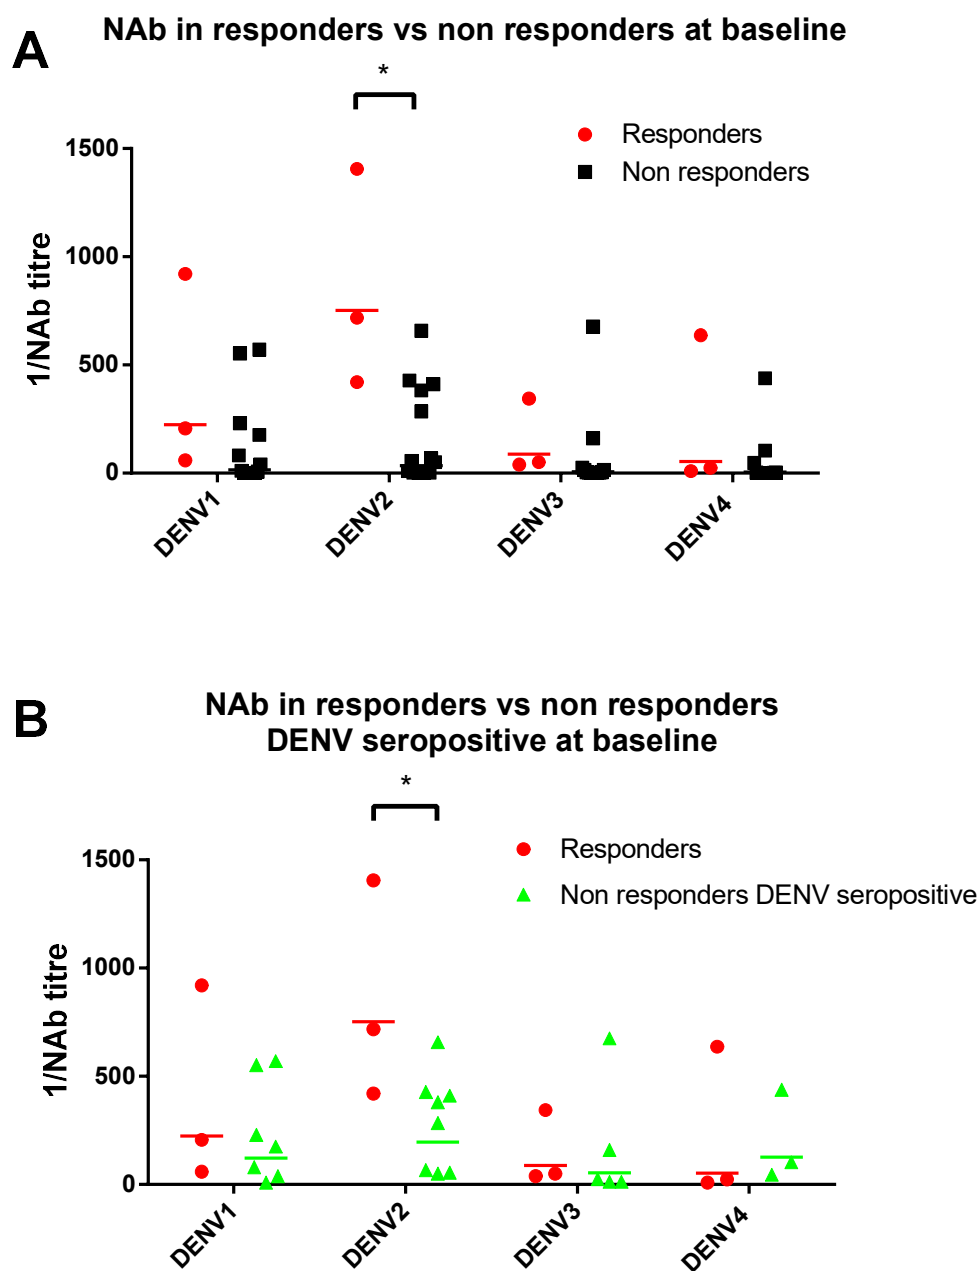 A
NAb in responders vs non responders at baseline
*
Responders
Non responders
1/NAb titre
1500
1000
500
0
DENV1
DENV2
DENV3
DENV4
B
NAb in responders vs non responders
DENV seropositive at baseline
*
Responders
Non responders DENV seropositive
1/NAb titre
1500
1000
500
0
DENV1
DENV2
DENV3
DENV4